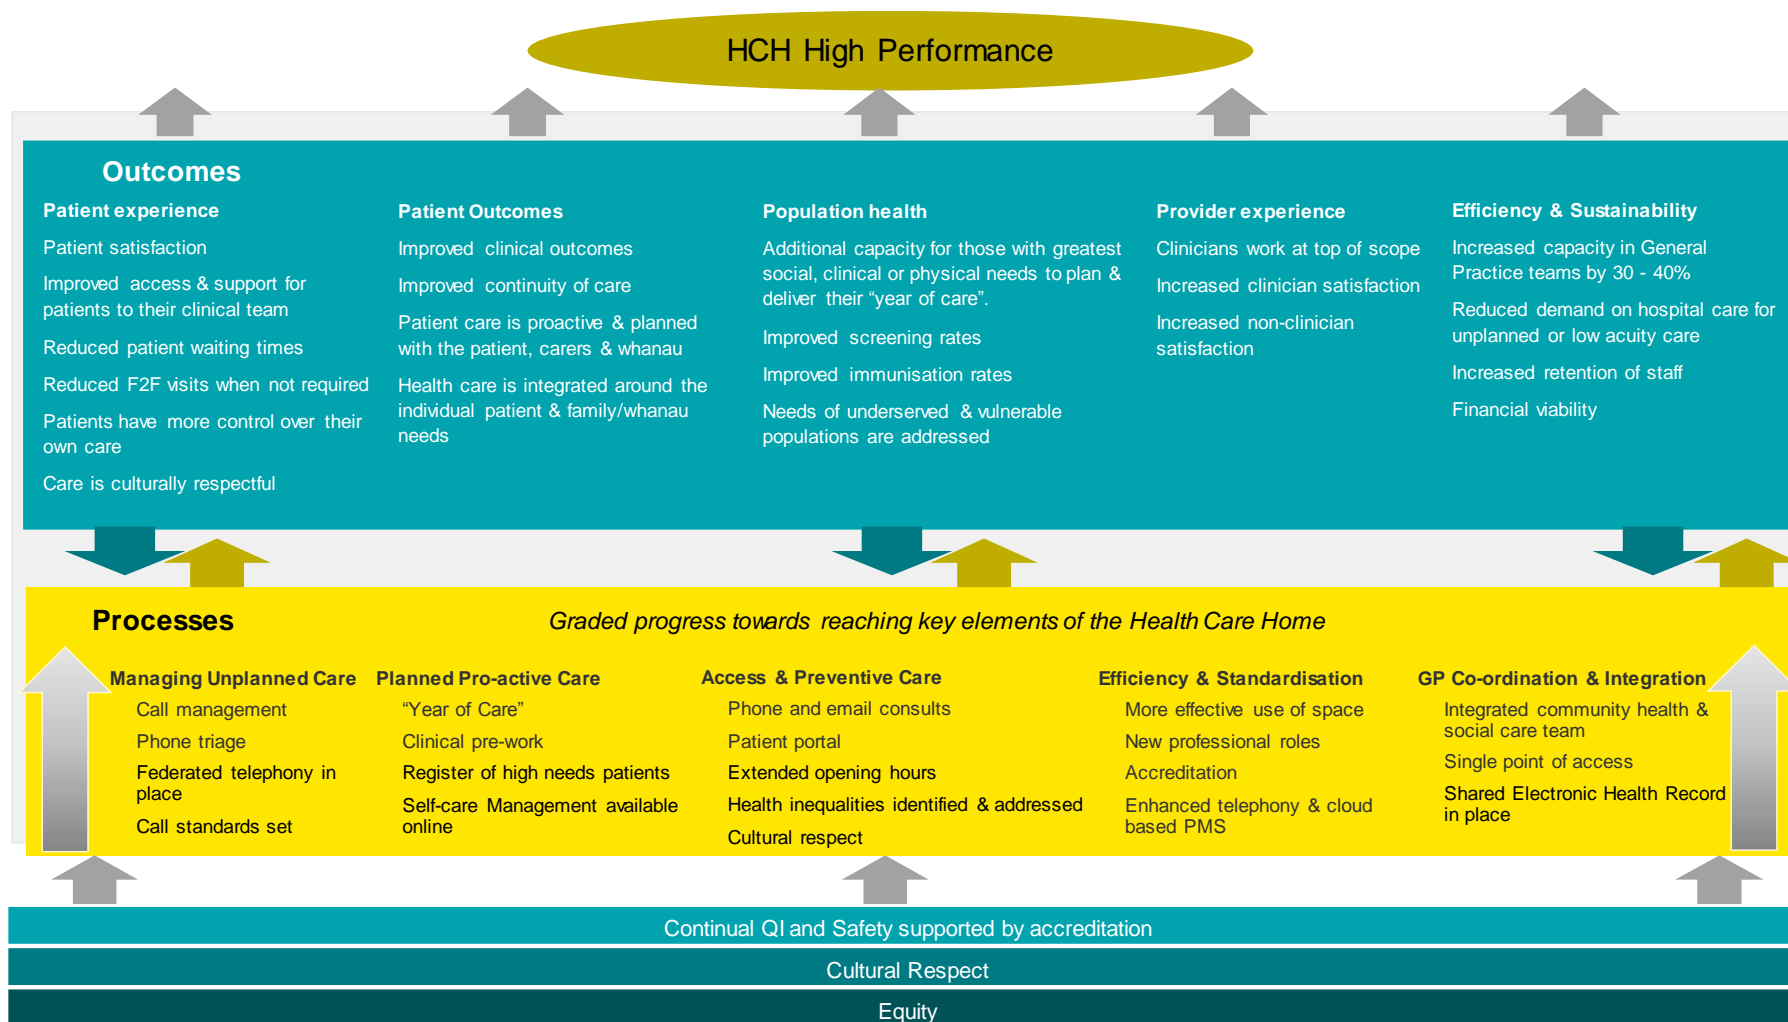 HCH High Performance
Outcomes
Patient experience
Patient satisfaction
Improved access & support for
patients to their clinical team
Reduced patient waiting times
Reduced F2F visits when not required
Patients have more control over their
own care
Care is culturally respectful
Patient Outcomes
Improved clinical outcomes
Improved continuity of care
Patient care is proactive & planned
with the patient, carers & whanau
Health care is integrated around the
individual patient & family/whanau
needs
Population health
Additional capacity for those with greatest
social, clinical or physical needs to plan &
deliver their “year of care”.
Improved screening rates
Improved immunisation rates
Needs of underserved & vulnerable
populations are addressed
Provider experience
Clinicians work at top of scope
Increased clinician satisfaction
Increased non-clinician
satisfaction
Efficiency & Sustainability
Increased capacity in General
Practice teams by 30 - 40%
Reduced demand on hospital care for
unplanned or low acuity care
Increased retention of staff
Financial viability
Processes
Graded progress towards reaching key elements of the Health Care Home
Managing Unplanned Care
Call management
Phone triage
Federated telephony in
place
Call standards set
Planned Pro-active Care
“Year of Care”
Clinical pre-work
Register of high needs patients
Self-care Management available
online
Access & Preventive Care
Phone and email consults
Patient portal
Extended opening hours
Health inequalities identified & addressed
Cultural respect
Efficiency & Standardisation
More effective use of space
New professional roles
Accreditation
Enhanced telephony & cloud
based PMS
GP Co-ordination & Integration
Integrated community health &
social care team
Single point of access
Shared Electronic Health Record
in place
Continual QI and Safety supported by accreditation
Cultural Respect
Equity